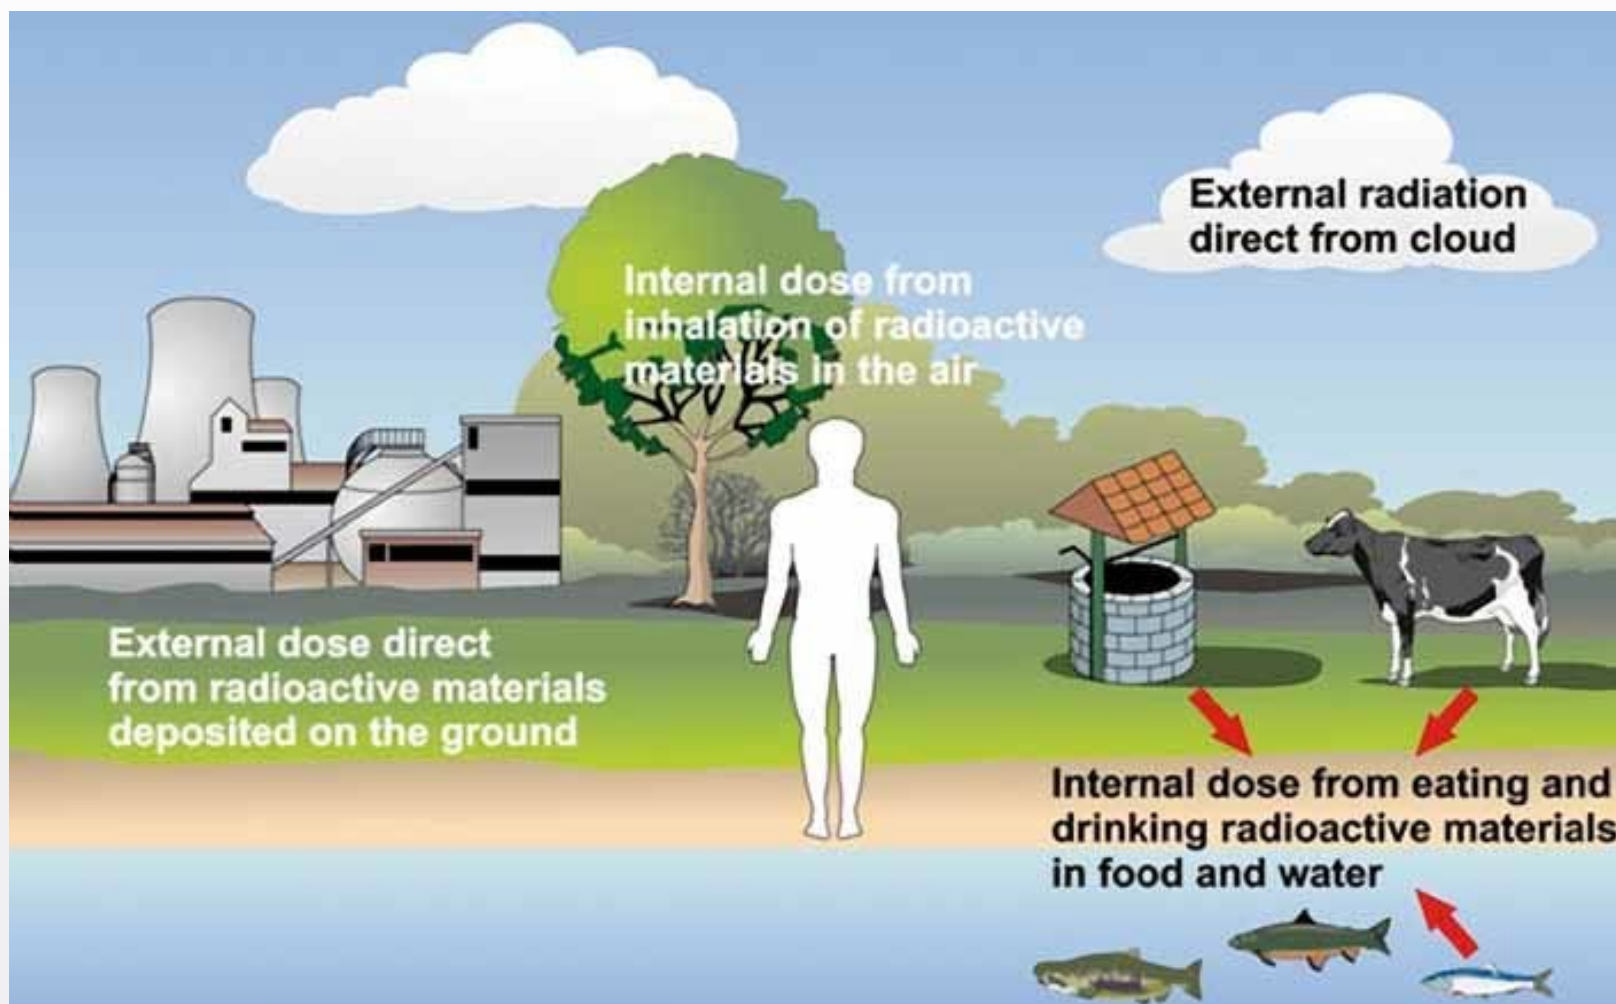 External radiation
direct from cloud
Internal dose from
inhalation of radioactive
materials in the air
External dose direct
from radioactive materials
deposited on the ground
Internal dose from eating and
drinking radioactive materials
in food and water